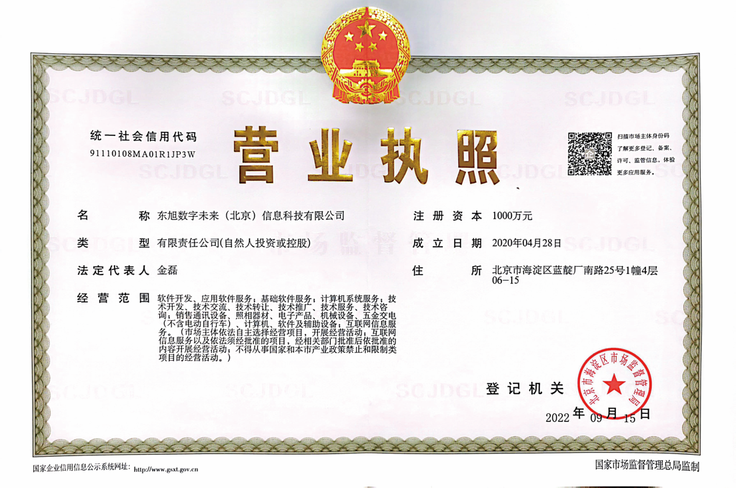 统一社会信用代码
91110108MA01R1JP3W
营业执照
扫描市场主体身份码
了解更多登记、备案、
许可、监管信息，体验
更多应用服务。
名 称 东旭数字未来（北京）信息科技有限公司
类 型 有限责任公司(自然人投资或控股)
法定代表人 金磊
经营范围 软件开发、应用软件服务；基础软件服务；计算机系统服务；技
术开发、技术交流、技术转让、技术推广、技术服务、技术咨
询；销售通讯设备、照相器材、电子产品、机械设备、五金交电
（不含电动自行车）、计算机、软件及辅助设备；互联网信息服
务。（市场主体依法自主选择经营项目，开展经营活动；互联网
信息服务以及依法须经批准的项目，经相关部门批准后依批准的
内容开展经营活动；不得从事国家和本市产业政策禁止和限制类
项目的经营活动。）
注册资本 1000万元
成立日期 2020年04月28日
住 所 北京市海淀区蓝靛厂南路25号1幢4层
06-15
登记机关
北京市海淀区市场监督管理局
2022年09月15日
国家企业信用信息公示系统网址：http://www.gsxt.gov.cn
国家市场监督管理总局监制
SCJDGL
市场监督管理